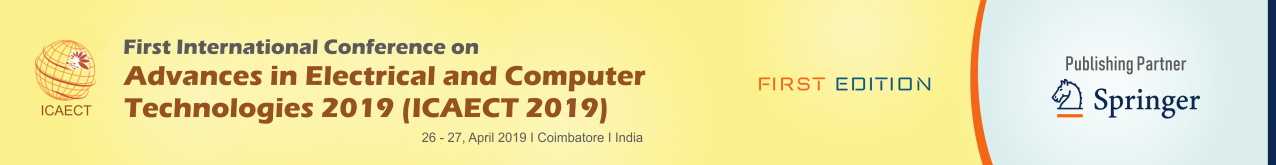 ICAECT
First International Conference on
Advances in Electrical and Computer
Technologies 2019 (ICAECT 2019)
26 - 27, April 2019 I Coimbatore I India
FIRST EDITION
Publishing Partner
Springer